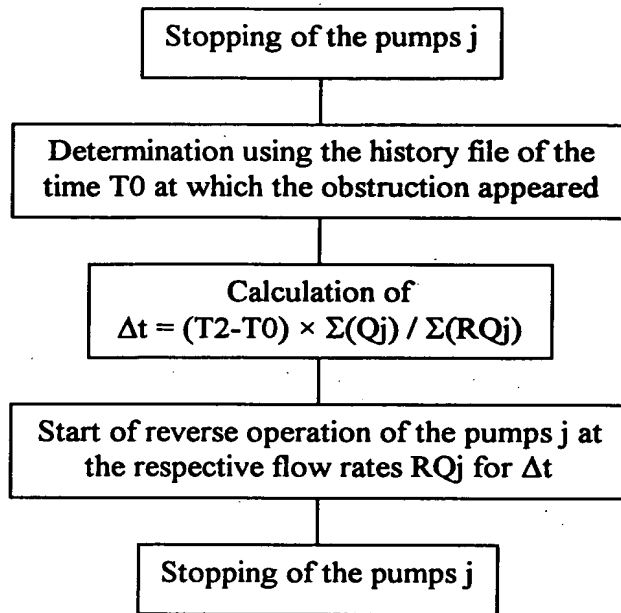 Stopping of the pumps j
Determination using the history file of the
time T0 at which the obstruction appeared
Calculation of
Δt = (T2-T0) × Σ(Qj) / Σ(RQj)
Start of reverse operation of the pumps j at
the respective flow rates RQj for Δt
Stopping of the pumps j